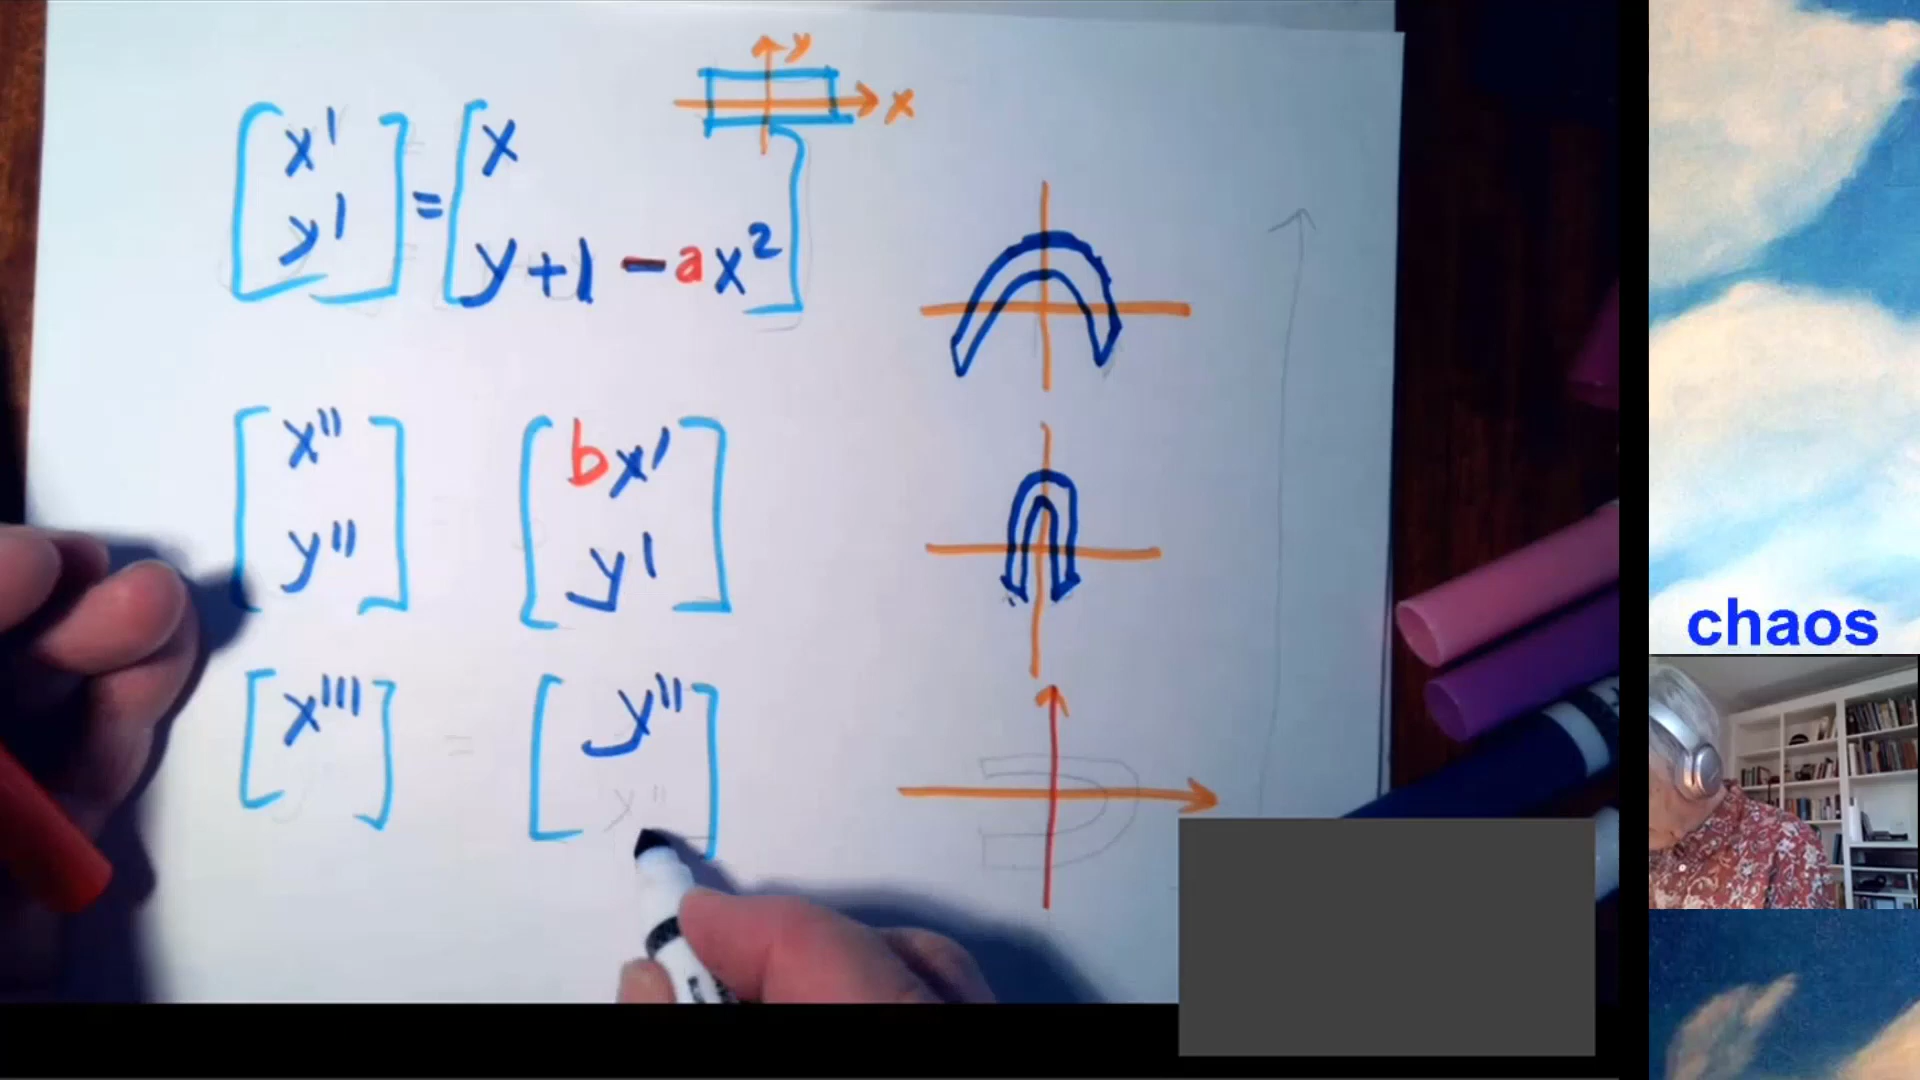 y
x
[x'] = [x
y'] y+1 - ax²]
[x''] [bx']
[y''] [y']
[x'''] [y'']
x''
chaos